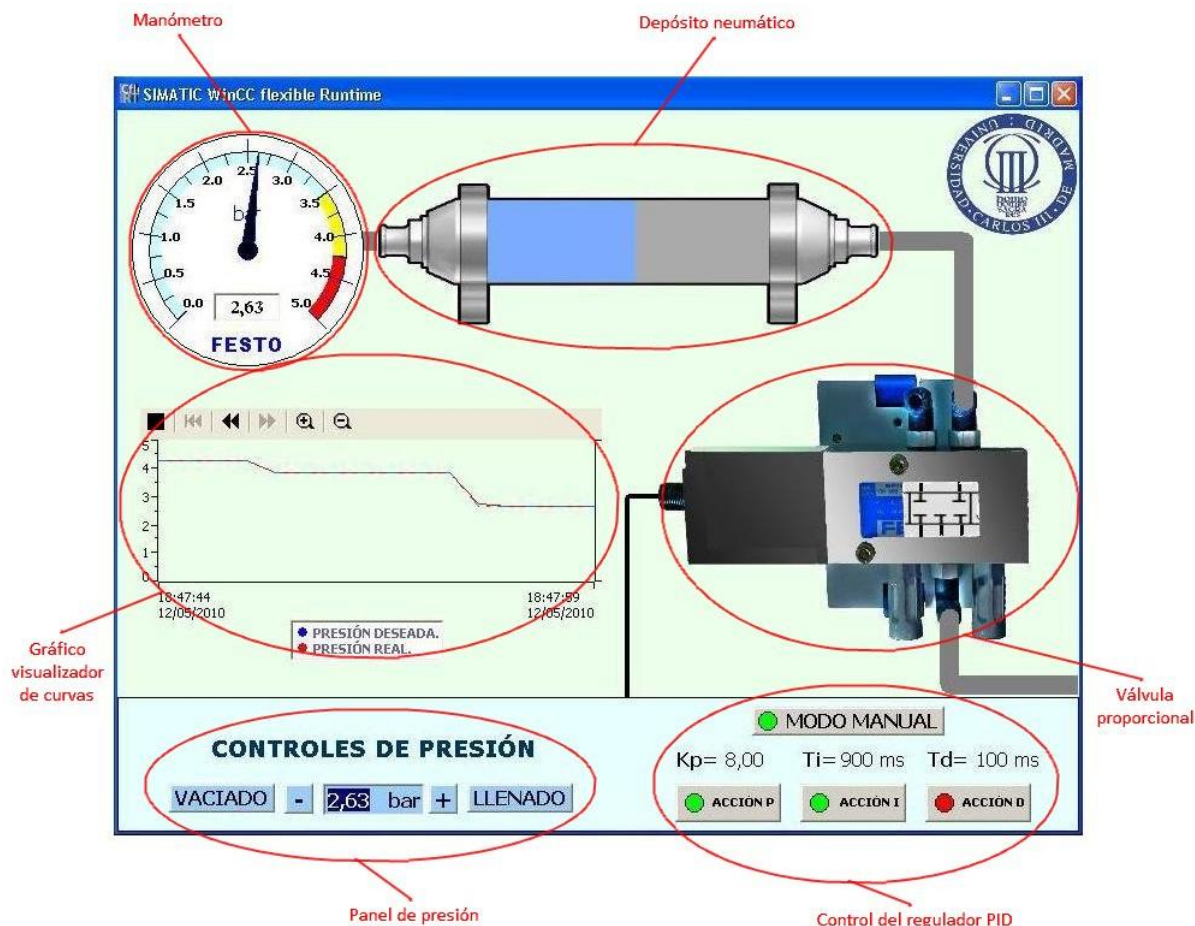 Manómetro
Depósito neumático
SIMATIC WinCC flexible Runtime
UNIVERSIDAD · CARLOS III · DE MADRID
0.0
0.5
1.0
1.5
2.0
2.5
3.0
3.5
4.0
4.5
5.0
bar
2,63
FESTO
5
4
3
2
1
0
18:47:44
12/05/2010
18:47:59
12/05/2010
PRESIÓN DESEADA.
PRESIÓN REAL.
Gráfico
visualizador
de curvas
Válvula
proporcional
MODO MANUAL
CONTROLES DE PRESIÓN
Kp= 8,00 Ti= 900 ms Td= 100 ms
VACIADO - 2,63 bar + LLENADO
ACCIÓN P ACCIÓN I ACCIÓN D
Panel de presión
Control del regulador PID